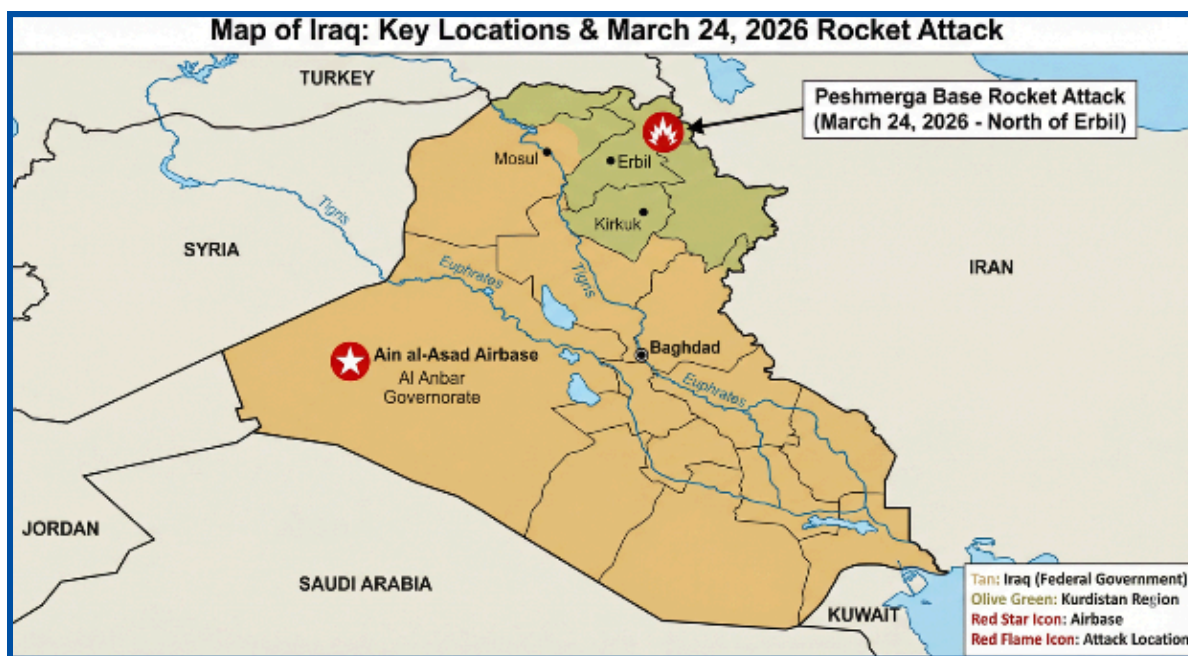 Map of Iraq: Key Locations & March 24, 2026 Rocket Attack
TURKEY
Peshmerga Base Rocket Attack
(March 24, 2026 - North of Erbil)
Mosul
Erbil
Kirkuk
Tigris
SYRIA
IRAN
Euphrates
Tigris
Ain al-Asad Airbase
Al Anbar
Governorate
Baghdad
Euphrates
JORDAN
SAUDI ARABIA
KUWAIT
Tan: Iraq (Federal Government)
Olive Green: Kurdistan Region
Red Star Icon: Airbase
Red Flame Icon: Attack Location